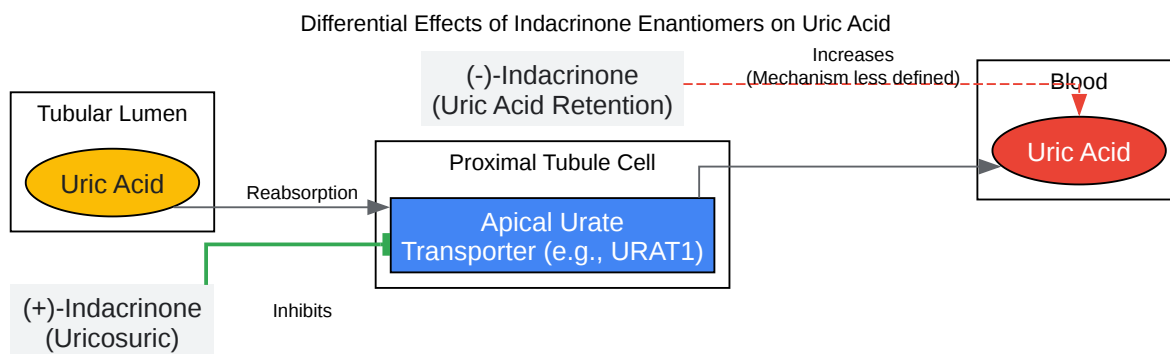 Differential Effects of Indacrinone Enantiomers on Uric Acid
(-)-Indacrinone
(Uric Acid Retention)
Increases
(Mechanism less defined)
Blood
Uric Acid
Tubular Lumen
Uric Acid
Reabsorption
Proximal Tubule Cell
Apical Urate
Transporter (e.g., URAT1)
(+)-Indacrinone
(Uricosuric)
Inhibits